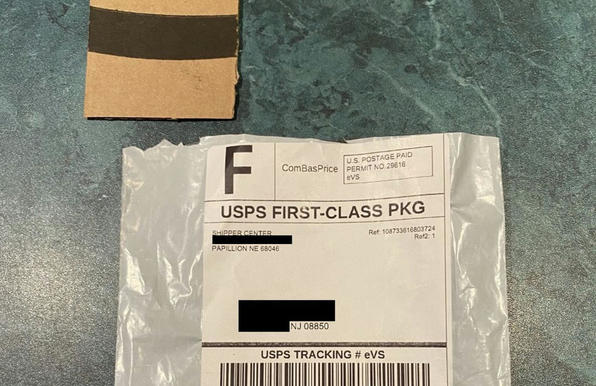 F
ComBasPrice
U.S. POSTAGE PAID
PERMIT NO.29616
eVS
USPS FIRST-CLASS PKG
SHIPPER CENTER
PAPILLION NE 68046
Ref: 108733616803724
Ref2: 1
NJ 08850
USPS TRACKING # eVS